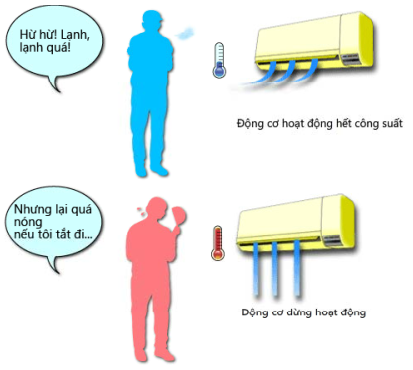 Hừ hừ! Lạnh,
lạnh quá!
Động cơ hoạt động hết công suất
Nhưng lại quá
nóng
nếu tôi tắt đi...
Dộng cơ dừng hoạt động